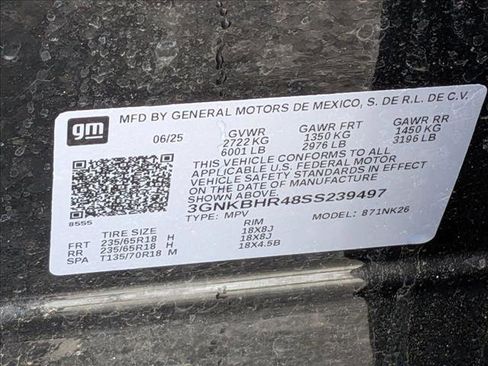 gm
MFD BY GENERAL MOTORS DE MEXICO, S. DE R.L. DE C.V.
06/25 GVWR GAWR FRT GAWR RR
2722 KG 1350 KG 1450 KG
6001 LB 2976 LB 3196 LB
THIS VEHICLE CONFORMS TO ALL
APPLICABLE U.S. FEDERAL MOTOR
VEHICLE SAFETY STANDARDS IN EFFECT
ON THE DATE OF MANUFACTURE
SHOWN ABOVE.
3GNKBHR48SS239497
TYPE: MPV MODEL: 871NK26
8555
TIRE SIZE RIM
FRT 235/65R18 H 18X8J
RR 235/65R18 H 18X8J
SPA T135/70R18 M 18X4.5B